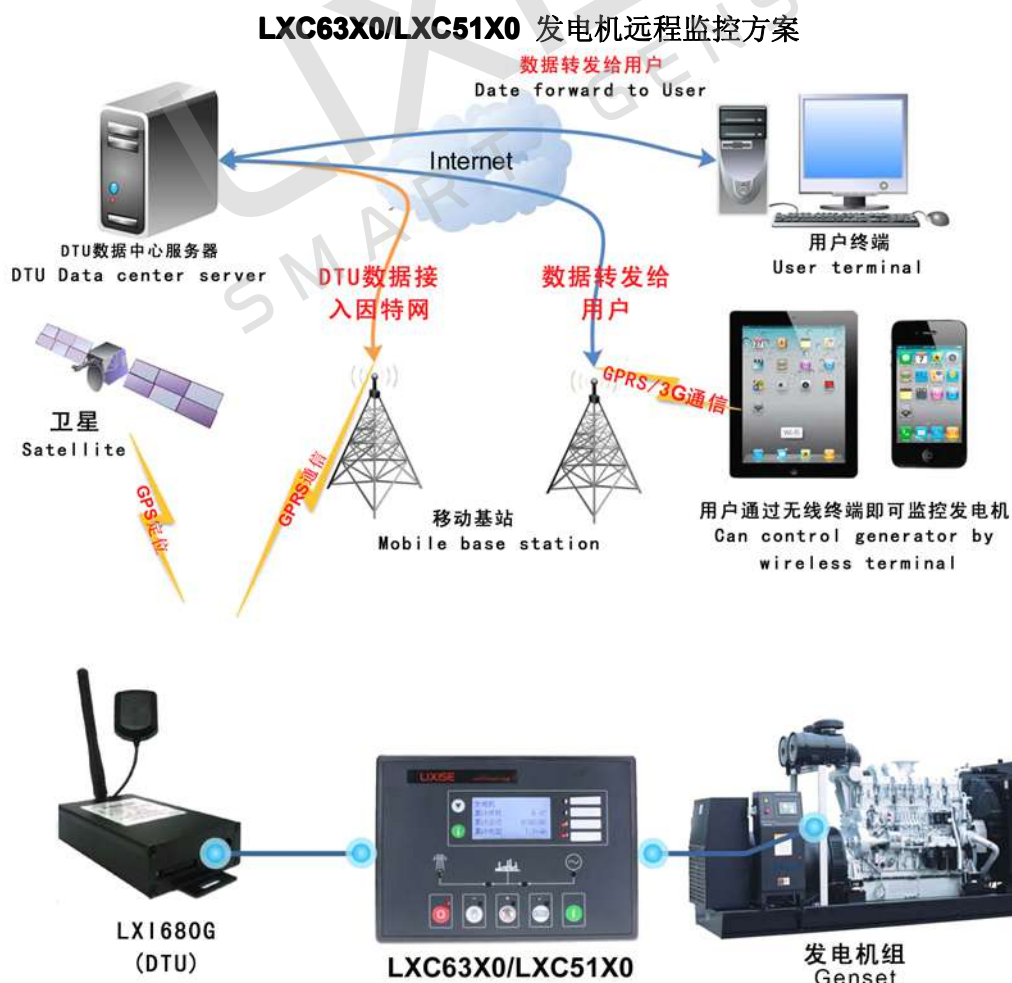 LXC63X0/LXC51X0 发电机远程监控方案
数据转发给用户
Date forward to User
Internet
DTU数据中心服务器
DTU Data center server
用户终端
User terminal
DTU数据接
入因特网
数据转发给
用户
卫星
Satellite
GPS定位
GPRS通信
GPRS/3G通信
移动基站
Mobile base station
用户通过无线终端即可监控发电机
Can control generator by
wireless terminal
SMART GENS
LIXISE
发电机
LXI680G
(DTU)
LXC63X0/LXC51X0
发电机组
Genset